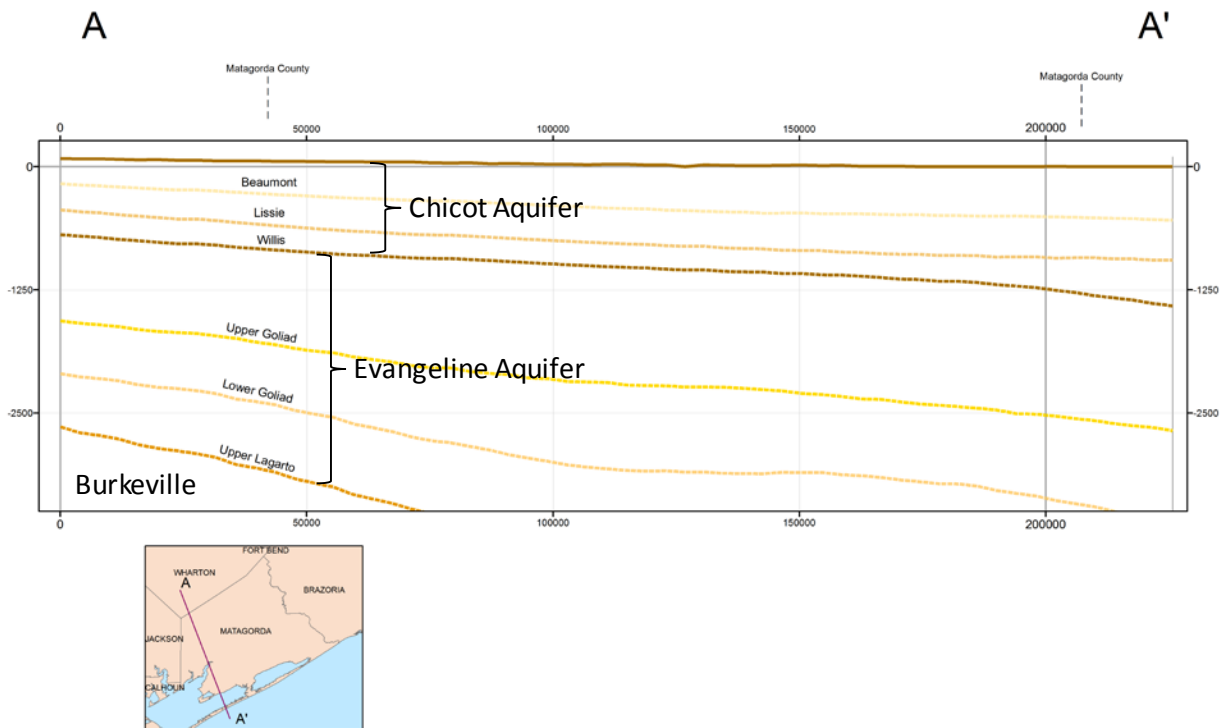 A A'
Matagorda County
Matagorda County
0 50000 100000 150000 200000
0 0
Beaumont
Lissie
Chicot Aquifer
Willis
-1250 -1250
Upper Goliad
Evangeline Aquifer
Lower Goliad
-2500 -2500
Upper Lagarto
Burkeville
0 50000 100000 150000 200000
FORT BEND
WHARTON
A
BRAZORIA
MATAGORDA
JACKSON
CALHOUN
A'